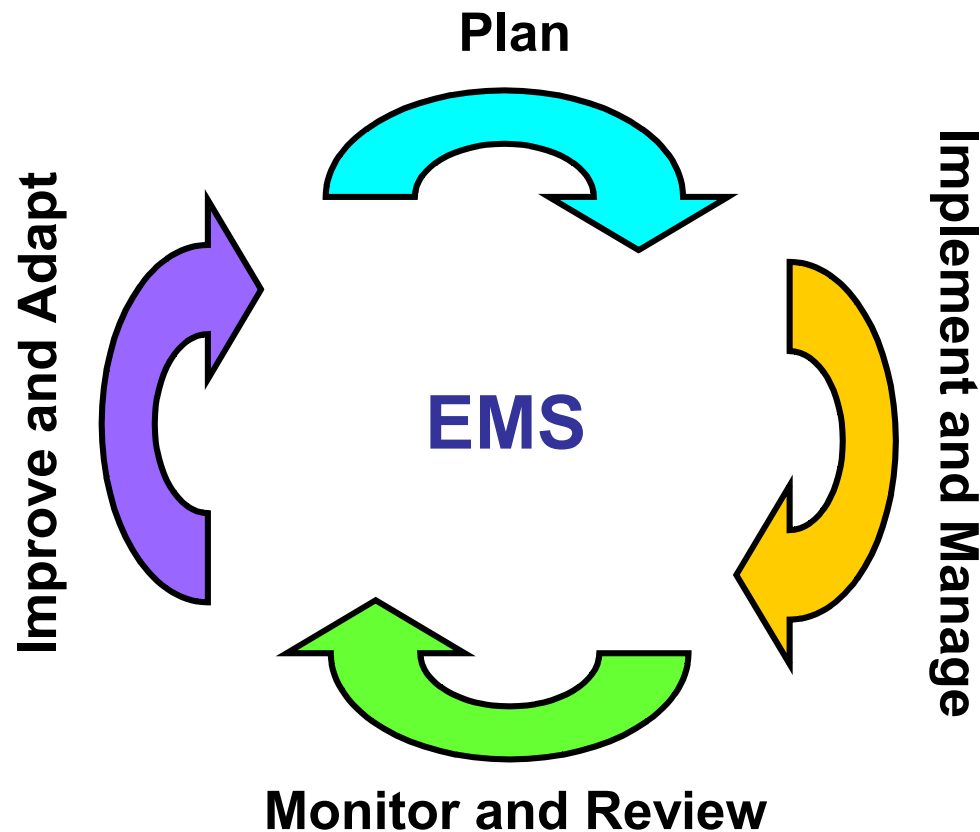 Plan
Implement and Manage
EMS
Improve and Adapt
Monitor and Review